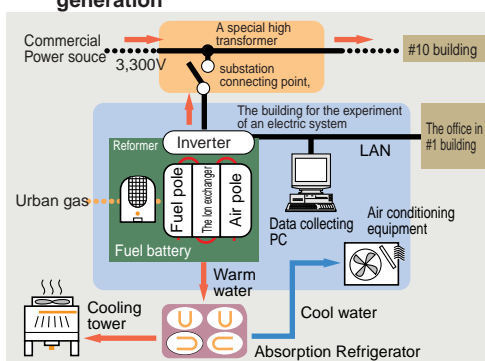 generation
A special high
transformer
Commercial
Power souce
3,300V
substation
connecting point,
#10 building
The building for the experiment
of an electric system
Reformer
Inverter
LAN
The office in
#1 building
Fuel pole
The Ion exchanger
Air pole
Urban gas
Fuel battery
Data collecting
PC
Air conditioning
equipment
Warm
water
Cooling
tower
Cool water
Absorption Refrigerator